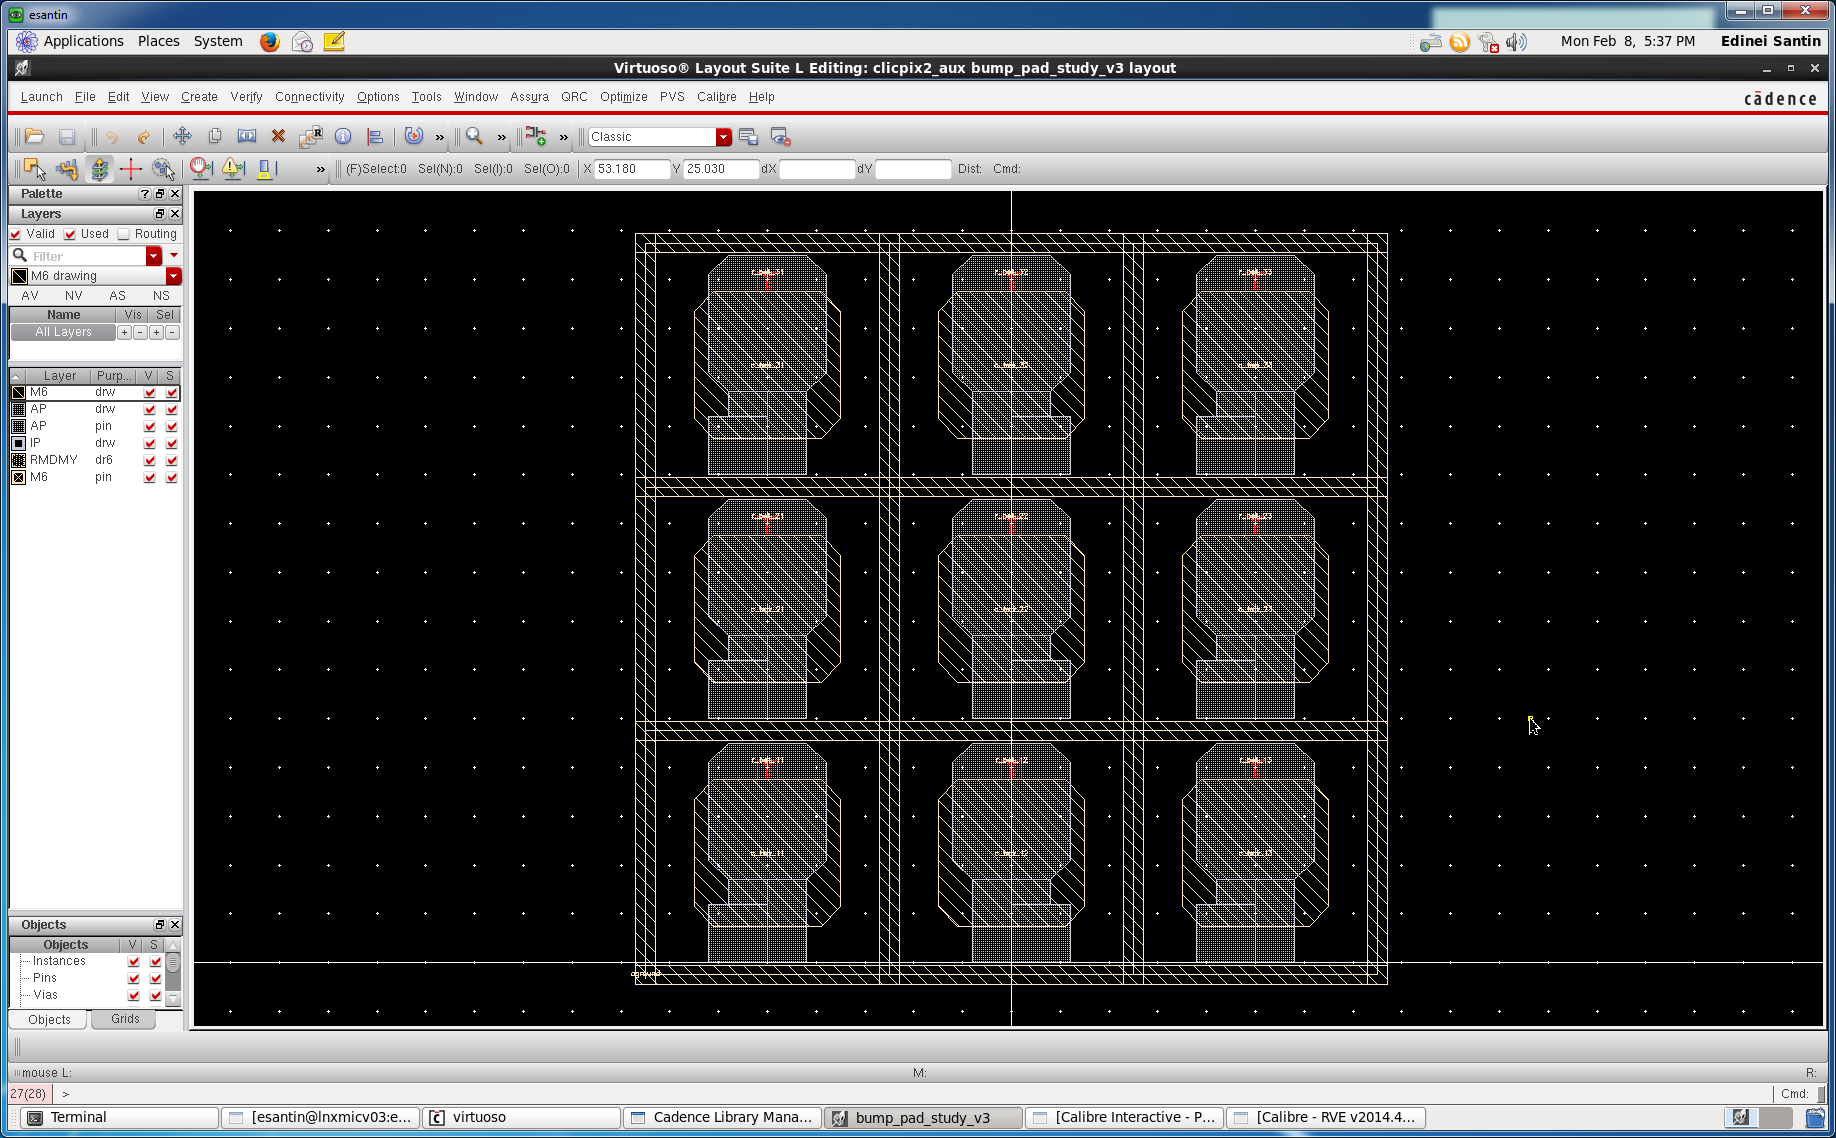 esantin
Applications Places System Mon Feb 8, 5:37 PM Edinei Santin
Virtuoso® Layout Suite L Editing: clicpix2_aux bump_pad_study_v3 layout
Launch File Edit View Create Verify Connectivity Options Tools Window Assura QRC Optimize PVS Calibre Help cādence
» » » Classic
» (F)Select:0 Sel(N):0 Sel(I):0 Sel(O):0 X 53.180 Y 25.030 dX dY Dist: Cmd:
Palette
Layers
Valid Used Routing
Filter
M6 drawing
AV NV AS NS
Name Vis Sel
All Layers + - + -
Layer Purp... V S
M6 drw
AP drw
AP pin
IP drw
RMDMY dr6
M6 pin
Objects
Objects V S
Instances
Pins
Vias
Objects Grids
mouse L: M: R:
27(28) > Cmd:
Terminal [esantin@lnxmicv03:e... virtuoso Cadence Library Mana... bump_pad_study_v3 [Calibre Interactive - P... [Calibre - RVE v2014.4...